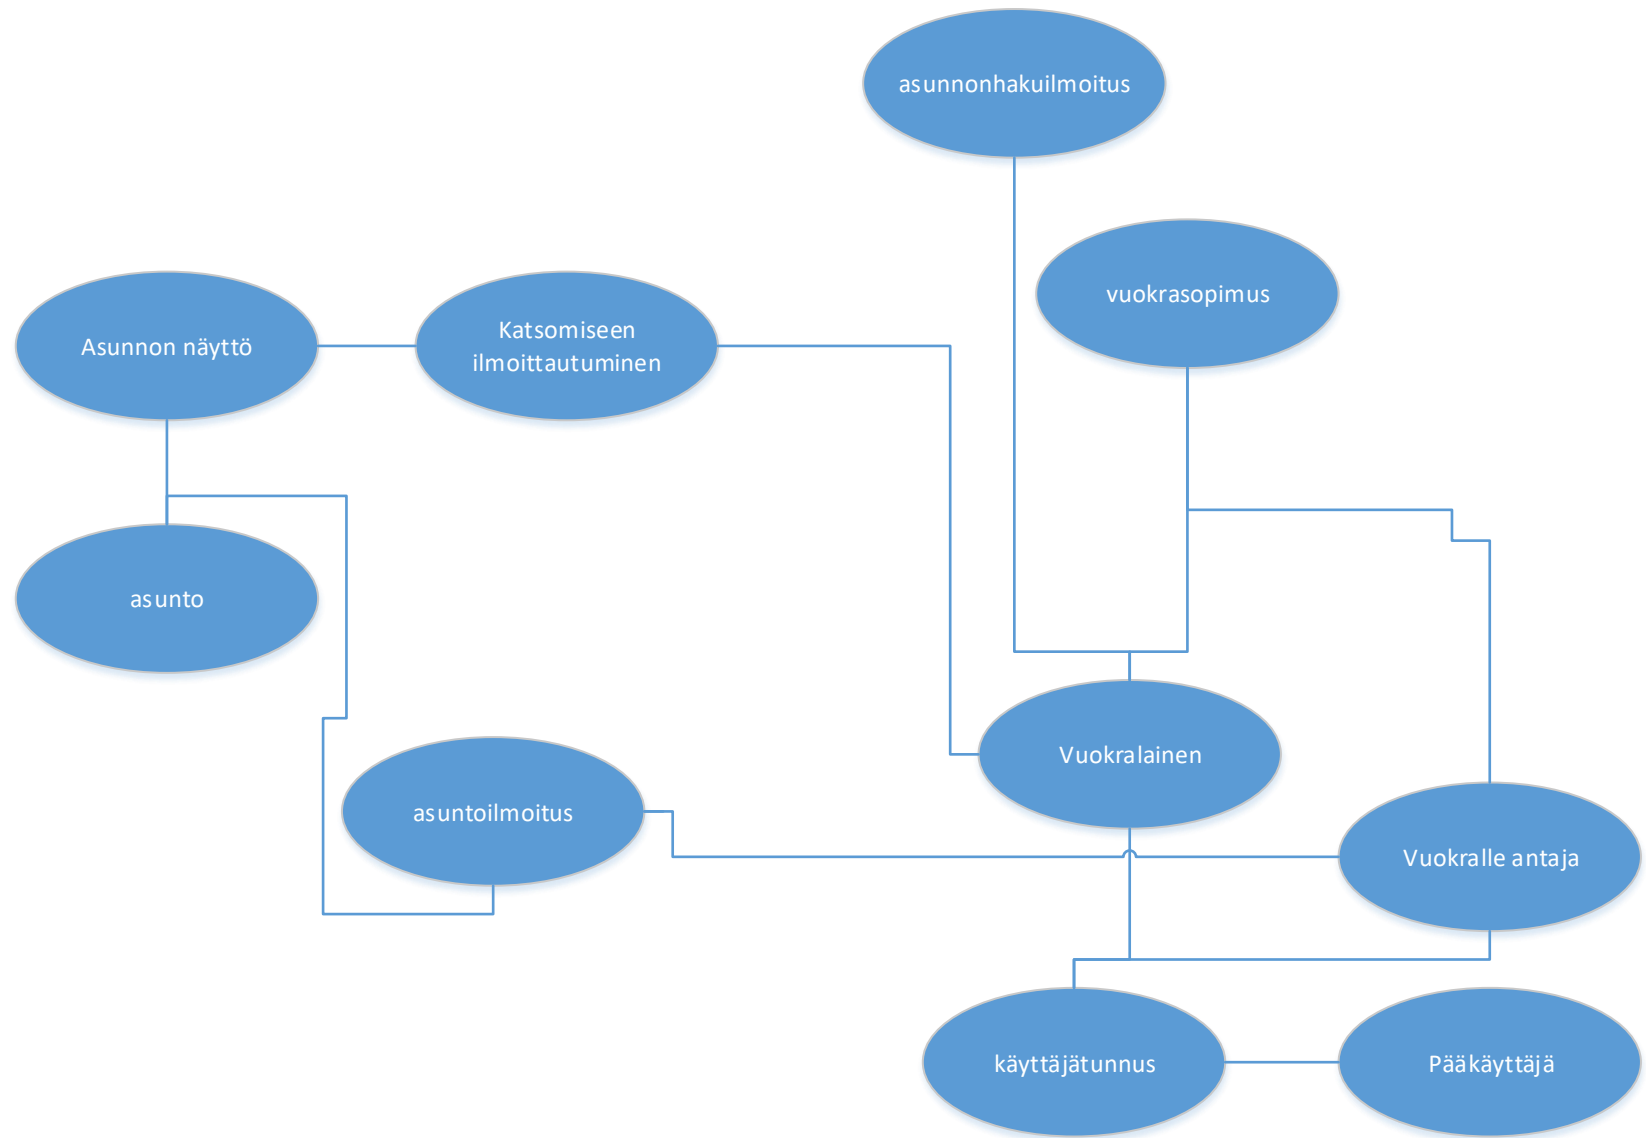 asunnonhakuilmoitus
vuokrasopimus
Asunnon näyttö
Katsomiseen
ilmoittautuminen
asunto
Vuokralainen
asuntoilmoitus
Vuokralle antaja
käyttäjätunnus
Pääkäyttäjä